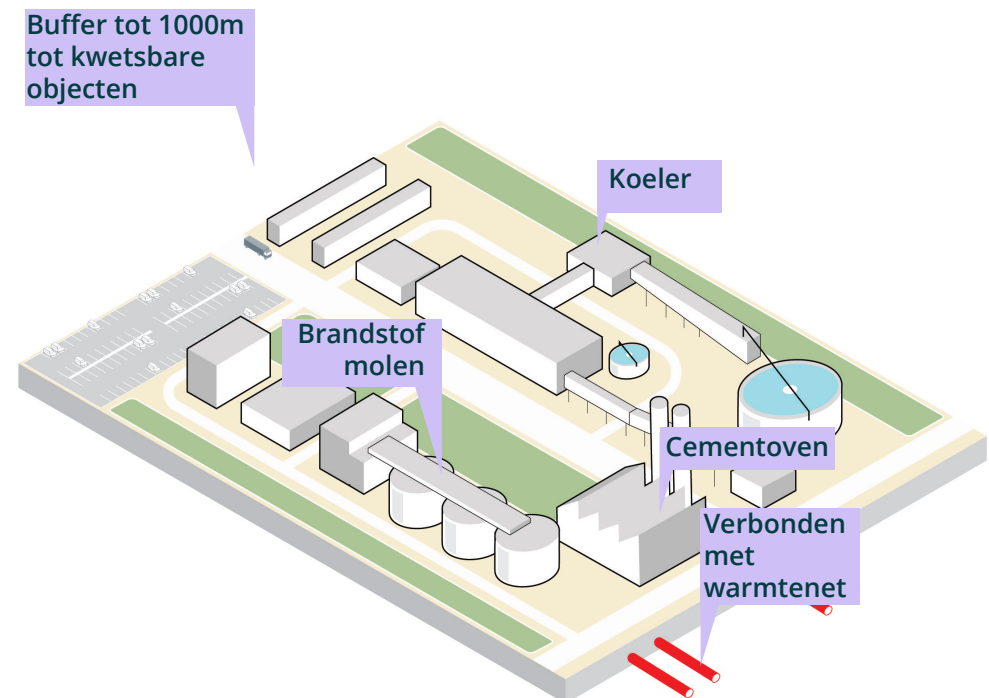 Buffer tot 1000m
tot kwetsbare
objecten
Koeler
Brandstof
molen
Cementoven
Verbonden
met
warmtenet